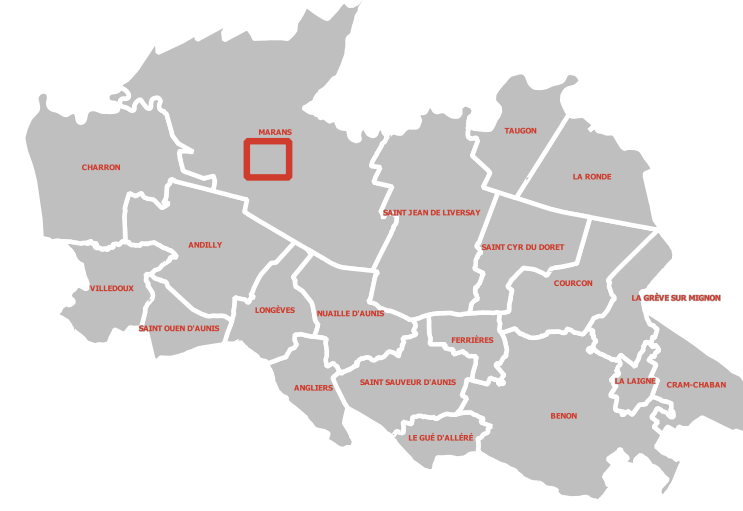 TAUGON
MARANS
CHARRON
LA RONDE
SAINT JEAN DE LIVERSAY
ANDILLY
SAINT CYR DU DORET
COURCON
VILLEDOUX
LA GRÈVE SUR MIGNON
LONGÈVES
NUAILLE D'AUNIS
SAINT OUEN D'AUNIS
FERRIÈRES
SAINT SAUVEUR D'AUNIS
LA LAIGNE
CRAM-CHABAN
ANGLIERS
BENON
LE GUÉ D'ALLÉRÉ